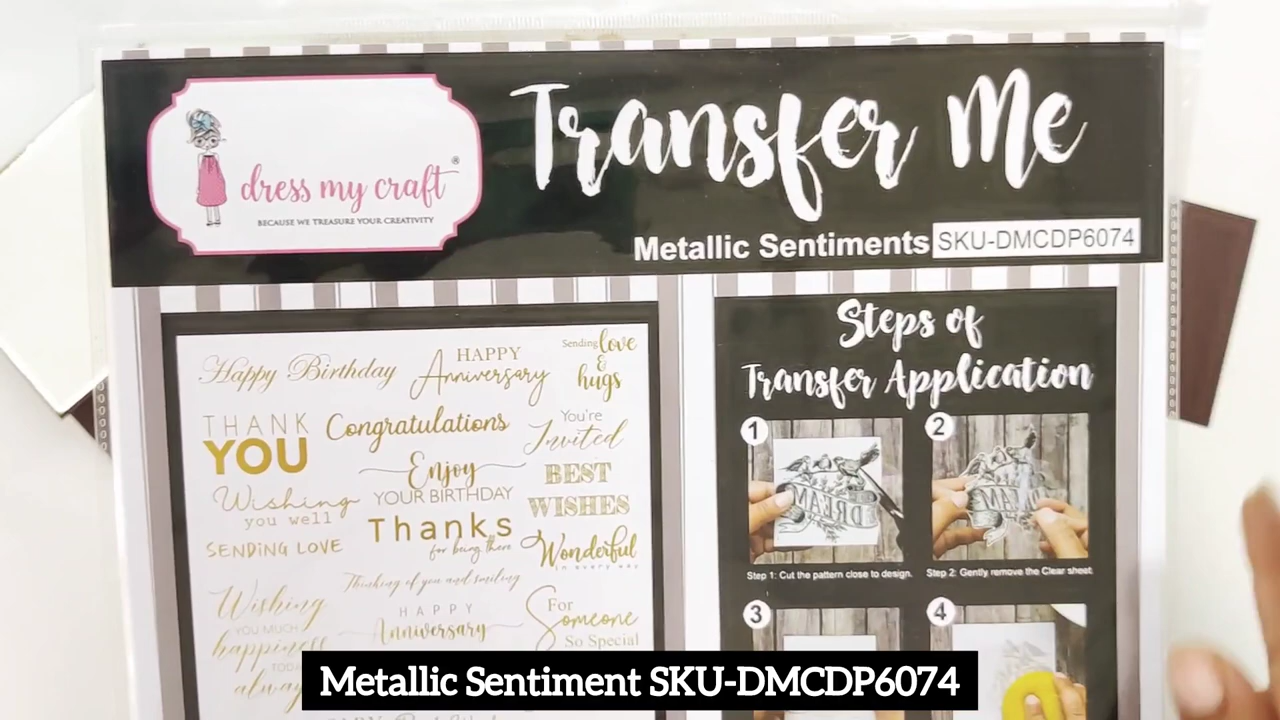 Transfer Me
dress my craft®
BECAUSE WE TREASURE YOUR CREATIVITY
Metallic Sentiments SKU-DMCDP6074
Happy Birthday
HAPPY
Anniversary
Sending love
&
hugs
THANK
YOU
Congratulations
You're
Invited
Enjoy
YOUR BIRTHDAY
BEST
WISHES
Wishing
you well
Thanks
for being there
SENDING LOVE
Wonderful
in every way
Thinking of you and smiling
Wishing
YOU MUCH
happiness
HAPPY
Anniversary
For
Someone
So Special
Steps of
Transfer Application
1
2
DREAM
DREAM
Step 1: Cut the pattern close to design.
Step 2: Gently remove the Clear sheet.
3
4
Metallic Sentiment SKU-DMCDP6074